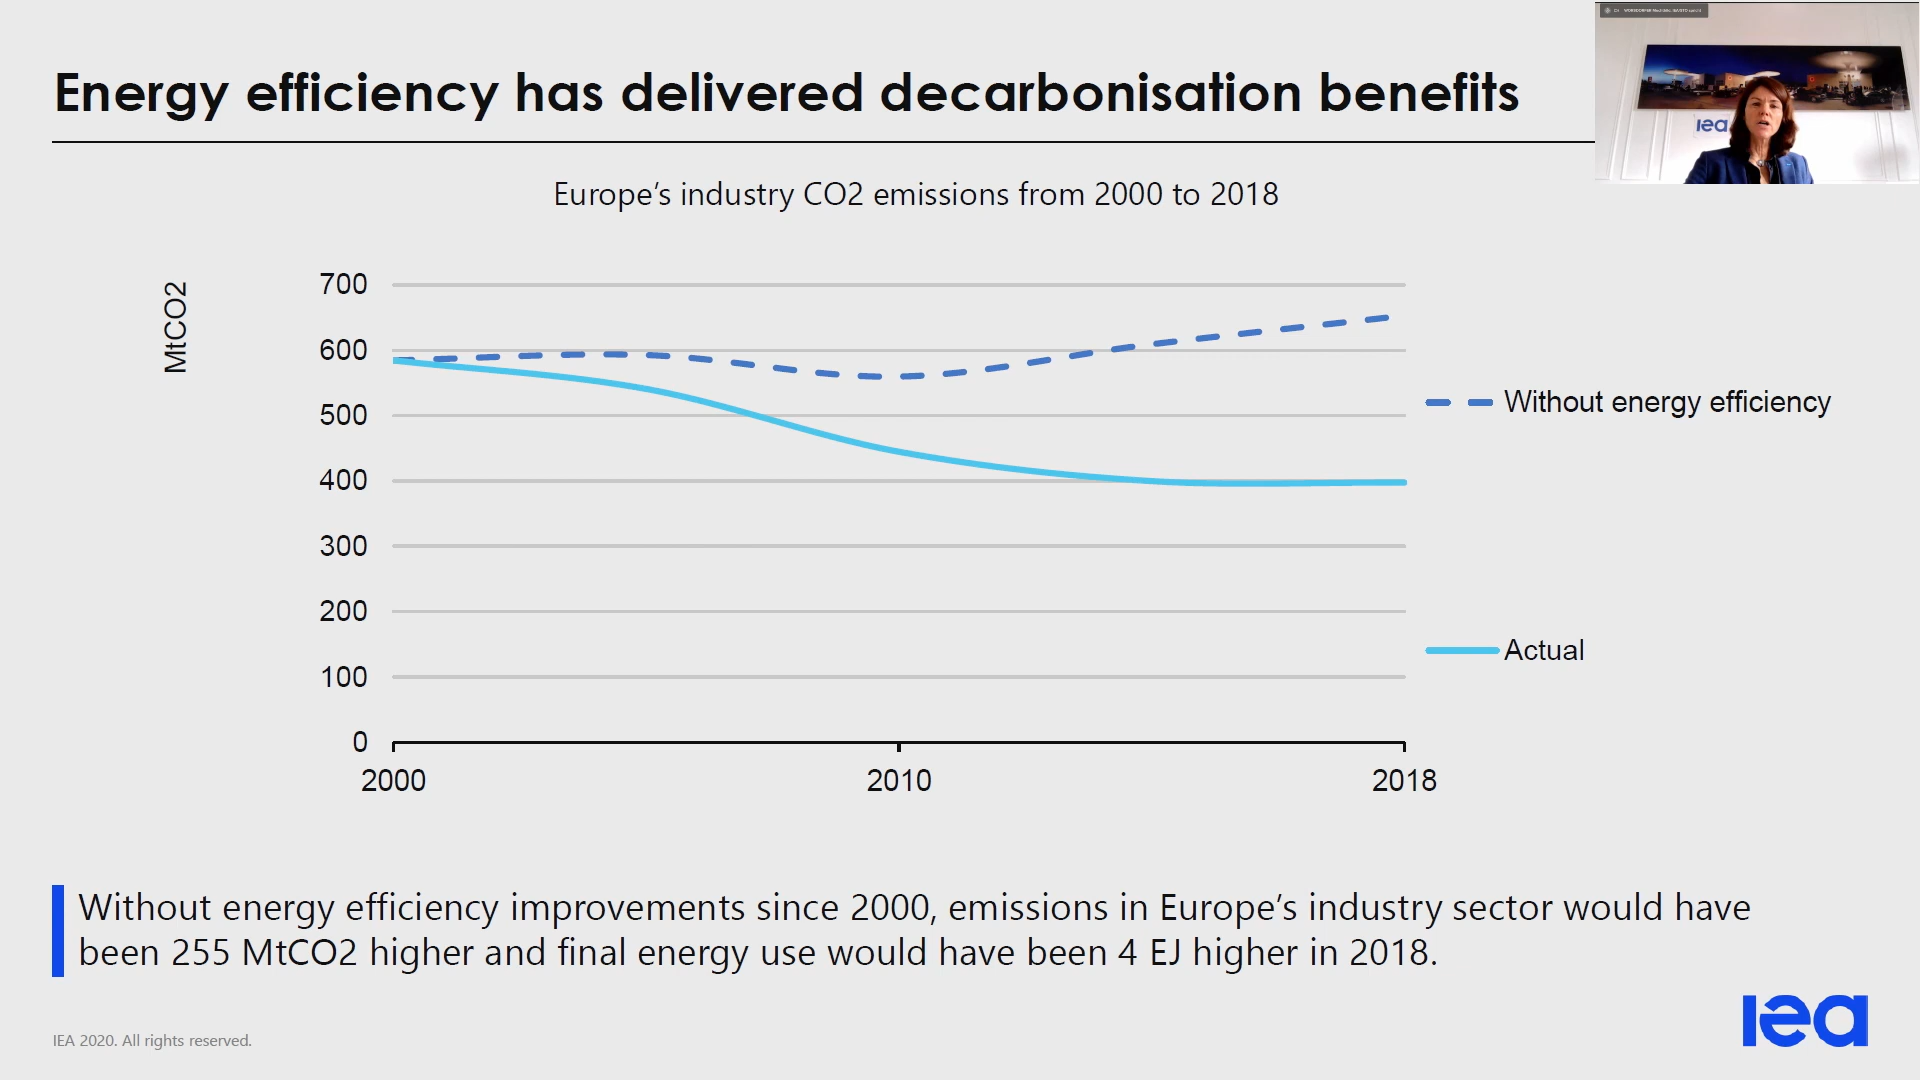 Energy efficiency has delivered decarbonisation benefits
iea
Europe's industry CO2 emissions from 2000 to 2018
MtCO2
700
600
500
400
300
200
100
0
2000
2010
2018
Without energy efficiency
Actual
Without energy efficiency improvements since 2000, emissions in Europe's industry sector would have
been 255 MtCO2 higher and final energy use would have been 4 EJ higher in 2018.
iea
IEA 2020. All rights reserved.